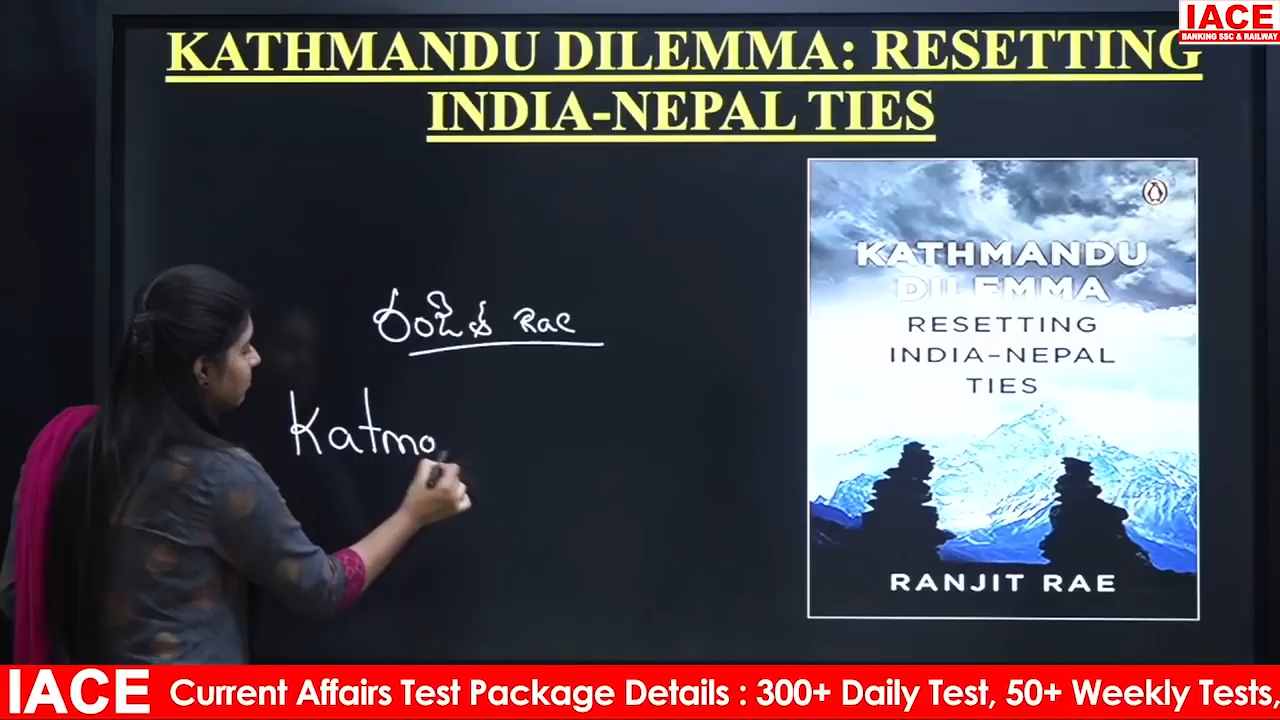 IACE
BANKING SSC & RAILWAY
KATHMANDU DILEMMA: RESETTING
INDIA-NEPAL TIES
రంజిత్ Rae
Katmo
KATHMANDU
DILEMMA
RESETTING
INDIA-NEPAL
TIES
RANJIT RAE
IACE Current Affairs Test Package Details : 300+ Daily Test, 50+ Weekly Tests,